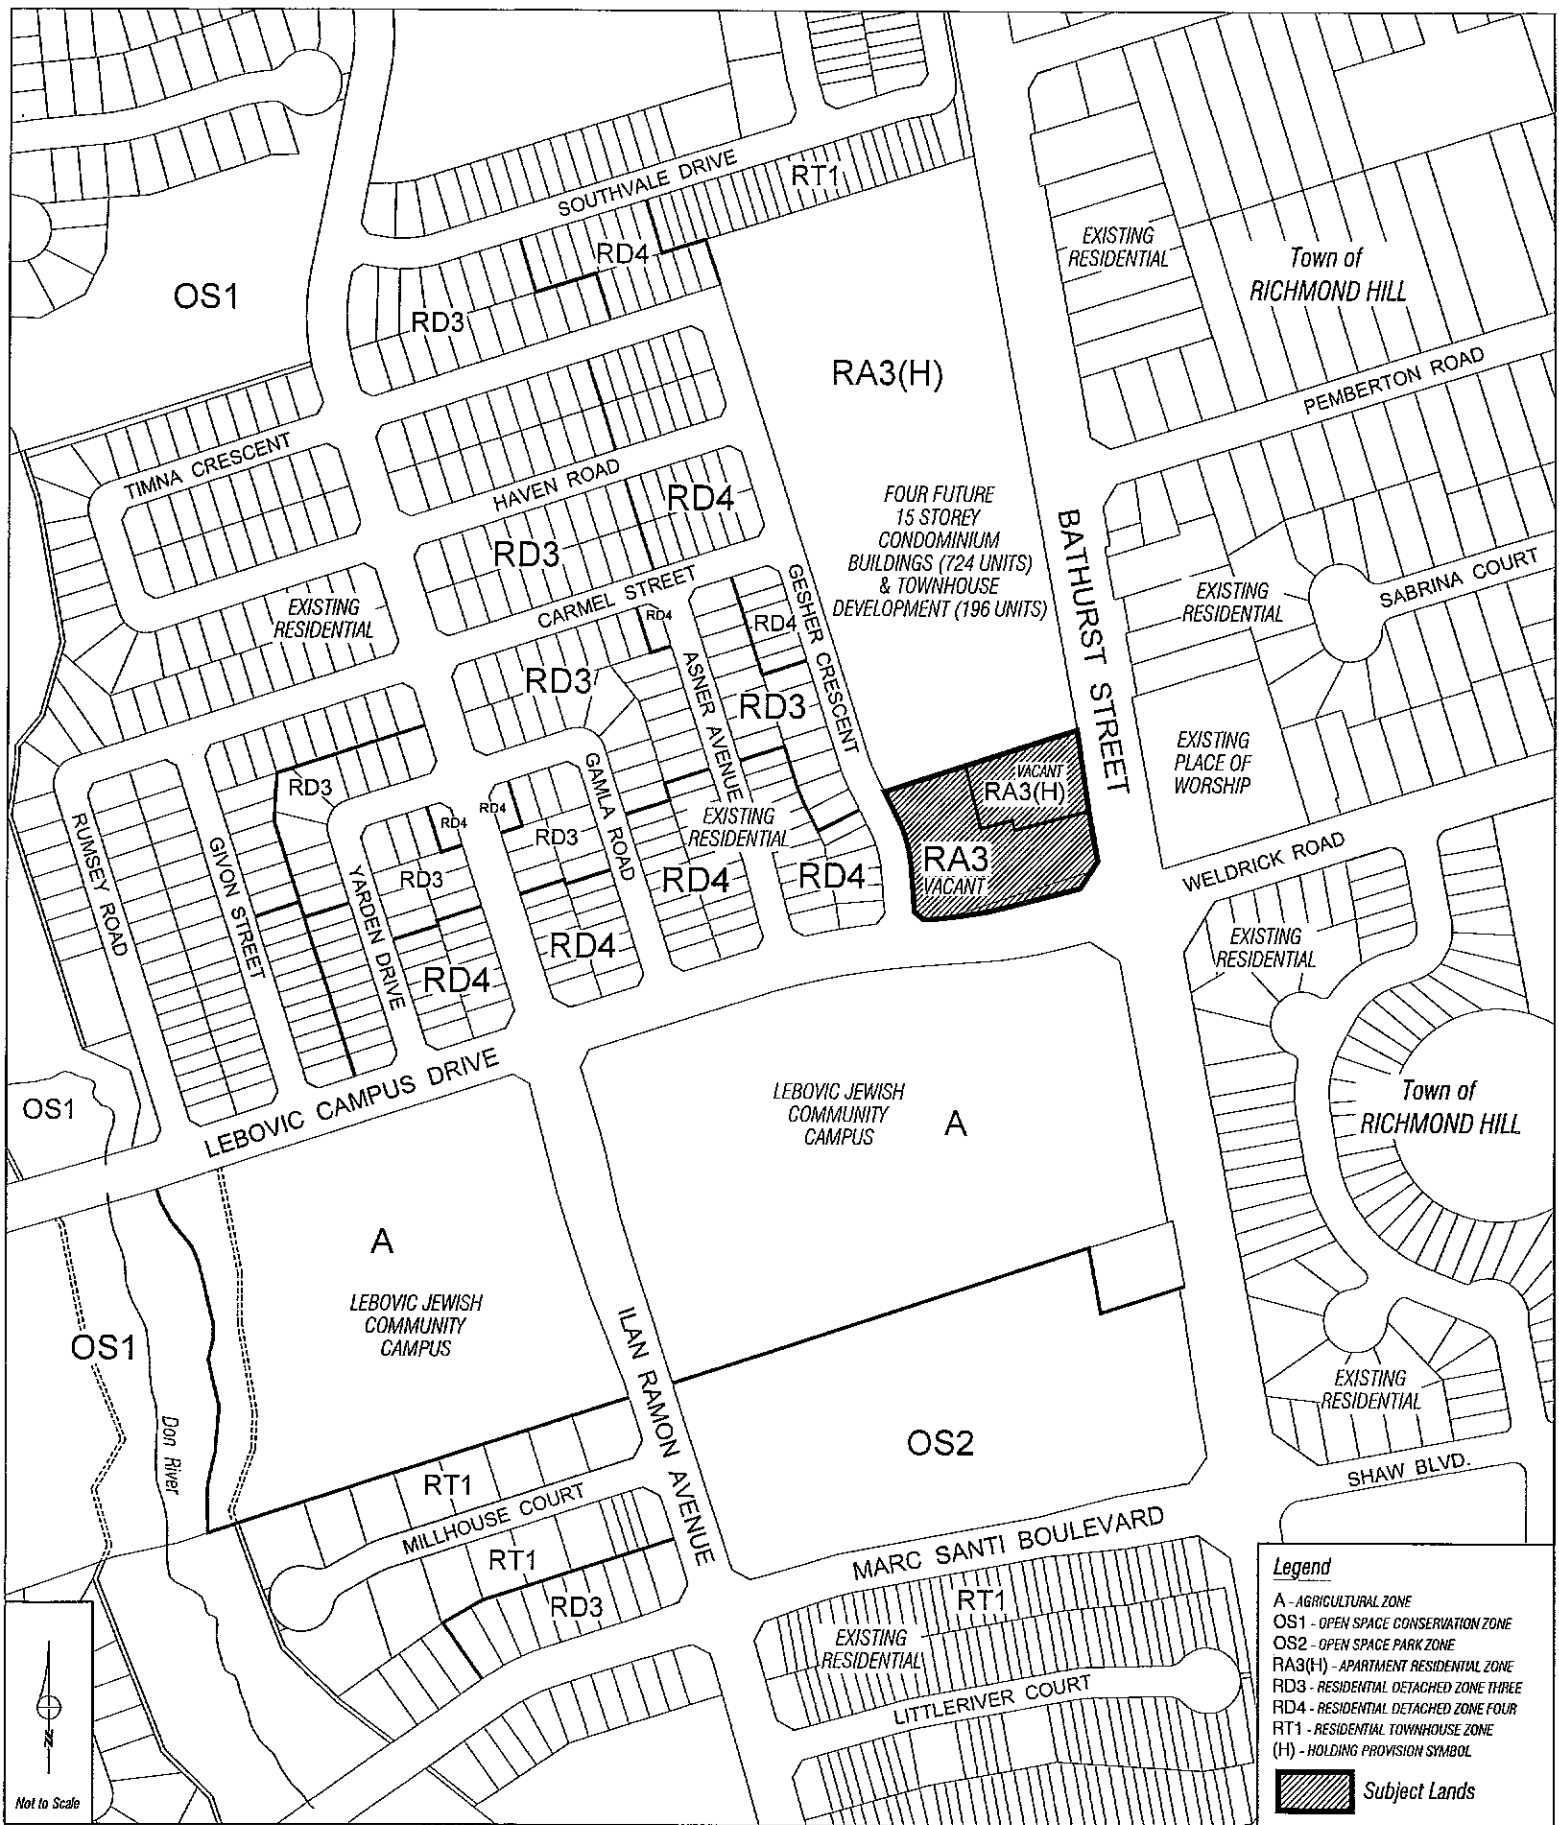 SOUTHVALE DRIVE
RT1
RD4
OS1
RD3
EXISTING
RESIDENTIAL
Town of
RICHMOND HILL
RA3(H)
PEMBERTON ROAD
TIMNA CRESCENT
HAVEN ROAD
RD4
RD3
FOUR FUTURE
15 STOREY
CONDOMINIUM
BUILDINGS (724 UNITS)
& TOWNHOUSE
DEVELOPMENT (196 UNITS)
BATHURST STREET
CARMEL STREET
GESHER CRESCENT
EXISTING
RESIDENTIAL
EXISTING
RESIDENTIAL
SABRINA COURT
RD4
RD4
ASNER AVENUE
RD3
RD3
EXISTING
PLACE OF
WORSHIP
GAMLA ROAD
RD3
RD4
RD4
RD3
VACANT
RA3(H)
RUMSEY ROAD
GIVON STREET
YARDEN DRIVE
EXISTING
RESIDENTIAL
RD3
RD4
RD4
RA3
VACANT
WELDRICK ROAD
RD4
RD4
EXISTING
RESIDENTIAL
LEBOVIC CAMPUS DRIVE
OS1
LEBOVIC JEWISH
COMMUNITY
CAMPUS
A
Town of
RICHMOND HILL
A
LEBOVIC JEWISH
COMMUNITY
CAMPUS
ILAN RAMON AVENUE
OS1
Don River
EXISTING
RESIDENTIAL
OS2
RT1
MILLHOUSE COURT
SHAW BLVD.
MARC SANTI BOULEVARD
RT1
RD3
RT1
EXISTING
RESIDENTIAL
LITTLERIVER COURT
N
Not to Scale
Legend
A - AGRICULTURAL ZONE
OS1 - OPEN SPACE CONSERVATION ZONE
OS2 - OPEN SPACE PARK ZONE
RA3(H) - APARTMENT RESIDENTIAL ZONE
RD3 - RESIDENTIAL DETACHED ZONE THREE
RD4 - RESIDENTIAL DETACHED ZONE FOUR
RT1 - RESIDENTIAL TOWNHOUSE ZONE
(H) - HOLDING PROVISION SYMBOL
Subject Lands